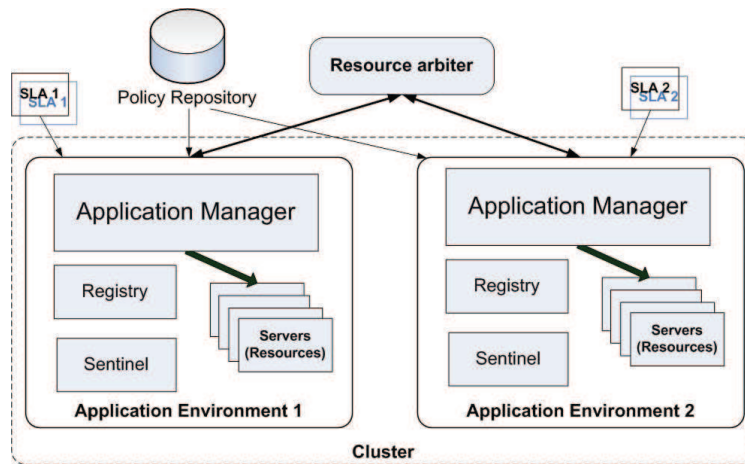 Resource arbiter
SLA 1
SLA 1
Policy Repository
SLA 2
SLA 2
Application Manager
Registry
Sentinel
Servers
(Resources)
Application Environment 1
Application Manager
Registry
Sentinel
Servers
(Resources)
Application Environment 2
Cluster